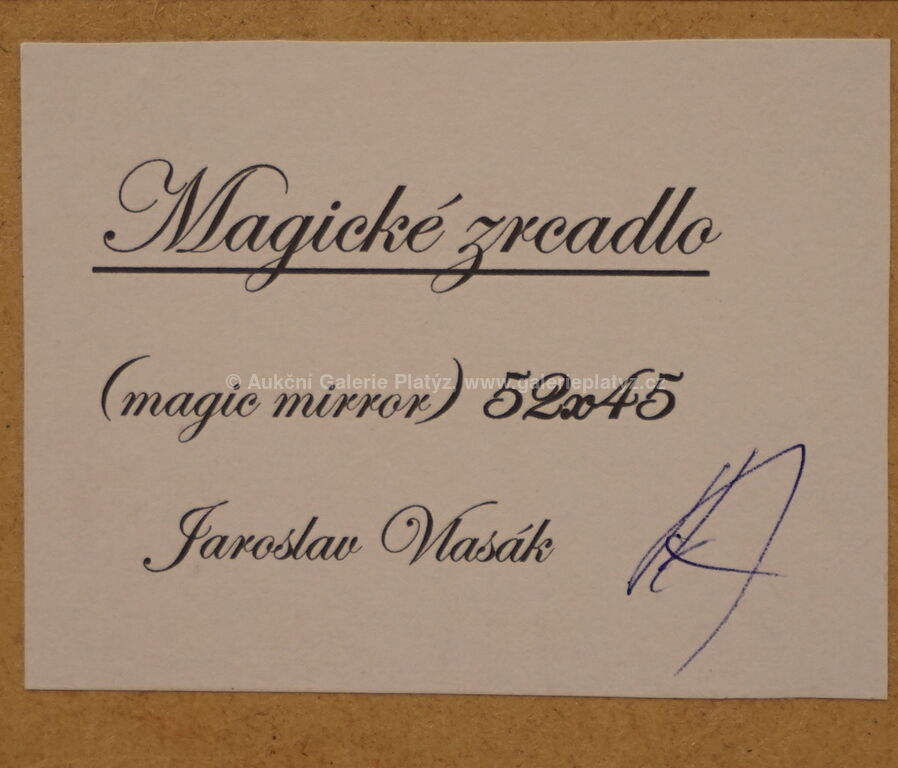 Magické zrcadlo
(magic mirror) 52x45
© Aukční Galerie Platýz, www.galerieplatyz.cz
Jaroslav Vlasák